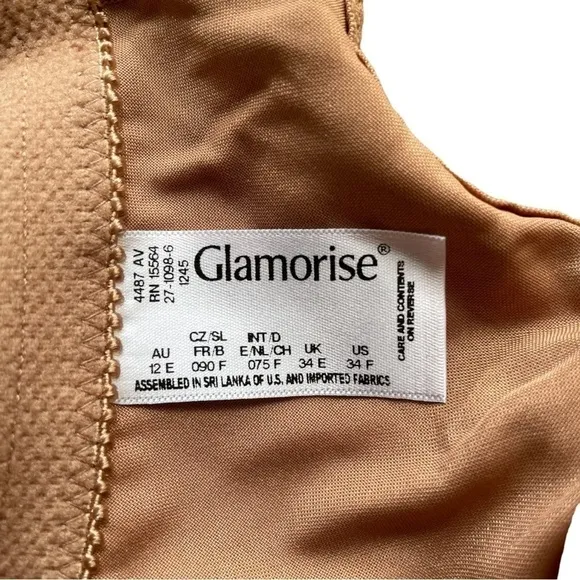 4487 AV
RN 15564
27-1098-6
1245
Glamorise®
CARE AND CONTENTS
ON REVERSE
CZ/SL INT/D
AU FR/B E/NL/CH UK US
12 E 090 F 075 F 34 E 34 F
ASSEMBLED IN SRI LANKA OF U.S. AND IMPORTED FABRICS